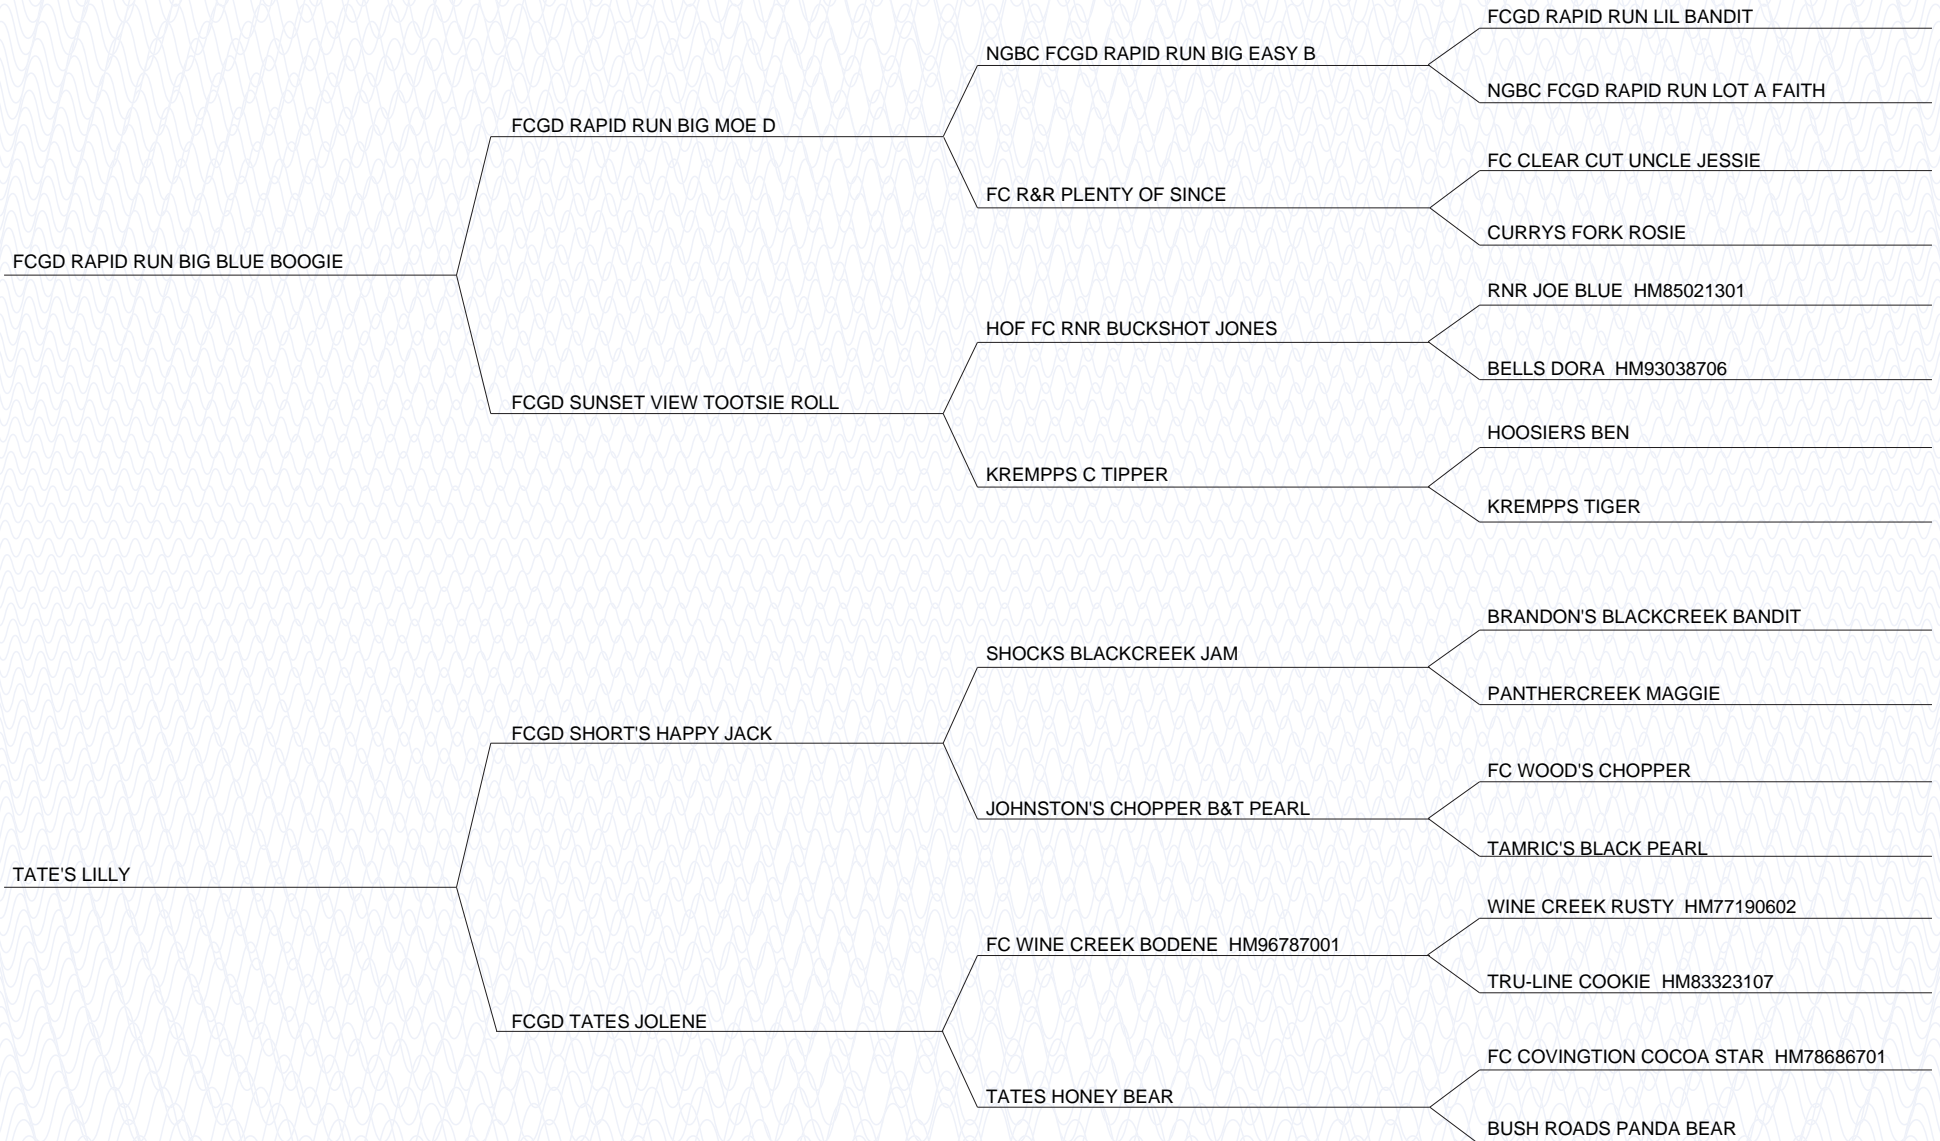 FCGD RAPID RUN LIL BANDIT
NGBC FCGD RAPID RUN BIG EASY B
NGBC FCGD RAPID RUN LOT A FAITH
FCGD RAPID RUN BIG MOE D
FC CLEAR CUT UNCLE JESSIE
FC R&R PLENTY OF SINCE
CURRYS FORK ROSIE
FCGD RAPID RUN BIG BLUE BOOGIE
RNR JOE BLUE HM85021301
HOF FC RNR BUCKSHOT JONES
BELLS DORA HM93038706
FCGD SUNSET VIEW TOOTSIE ROLL
HOOSIERS BEN
KREMPPS C TIPPER
KREMPPS TIGER
BRANDON'S BLACKCREEK BANDIT
SHOCKS BLACKCREEK JAM
PANTHERCREEK MAGGIE
FCGD SHORT'S HAPPY JACK
FC WOOD'S CHOPPER
JOHNSTON'S CHOPPER B&T PEARL
TAMRIC'S BLACK PEARL
TATE'S LILLY
WINE CREEK RUSTY HM77190602
FC WINE CREEK BODENE HM96787001
TRU-LINE COOKIE HM83323107
FCGD TATES JOLENE
FC COVINGTION COCOA STAR HM78686701
TATES HONEY BEAR
BUSH ROADS PANDA BEAR